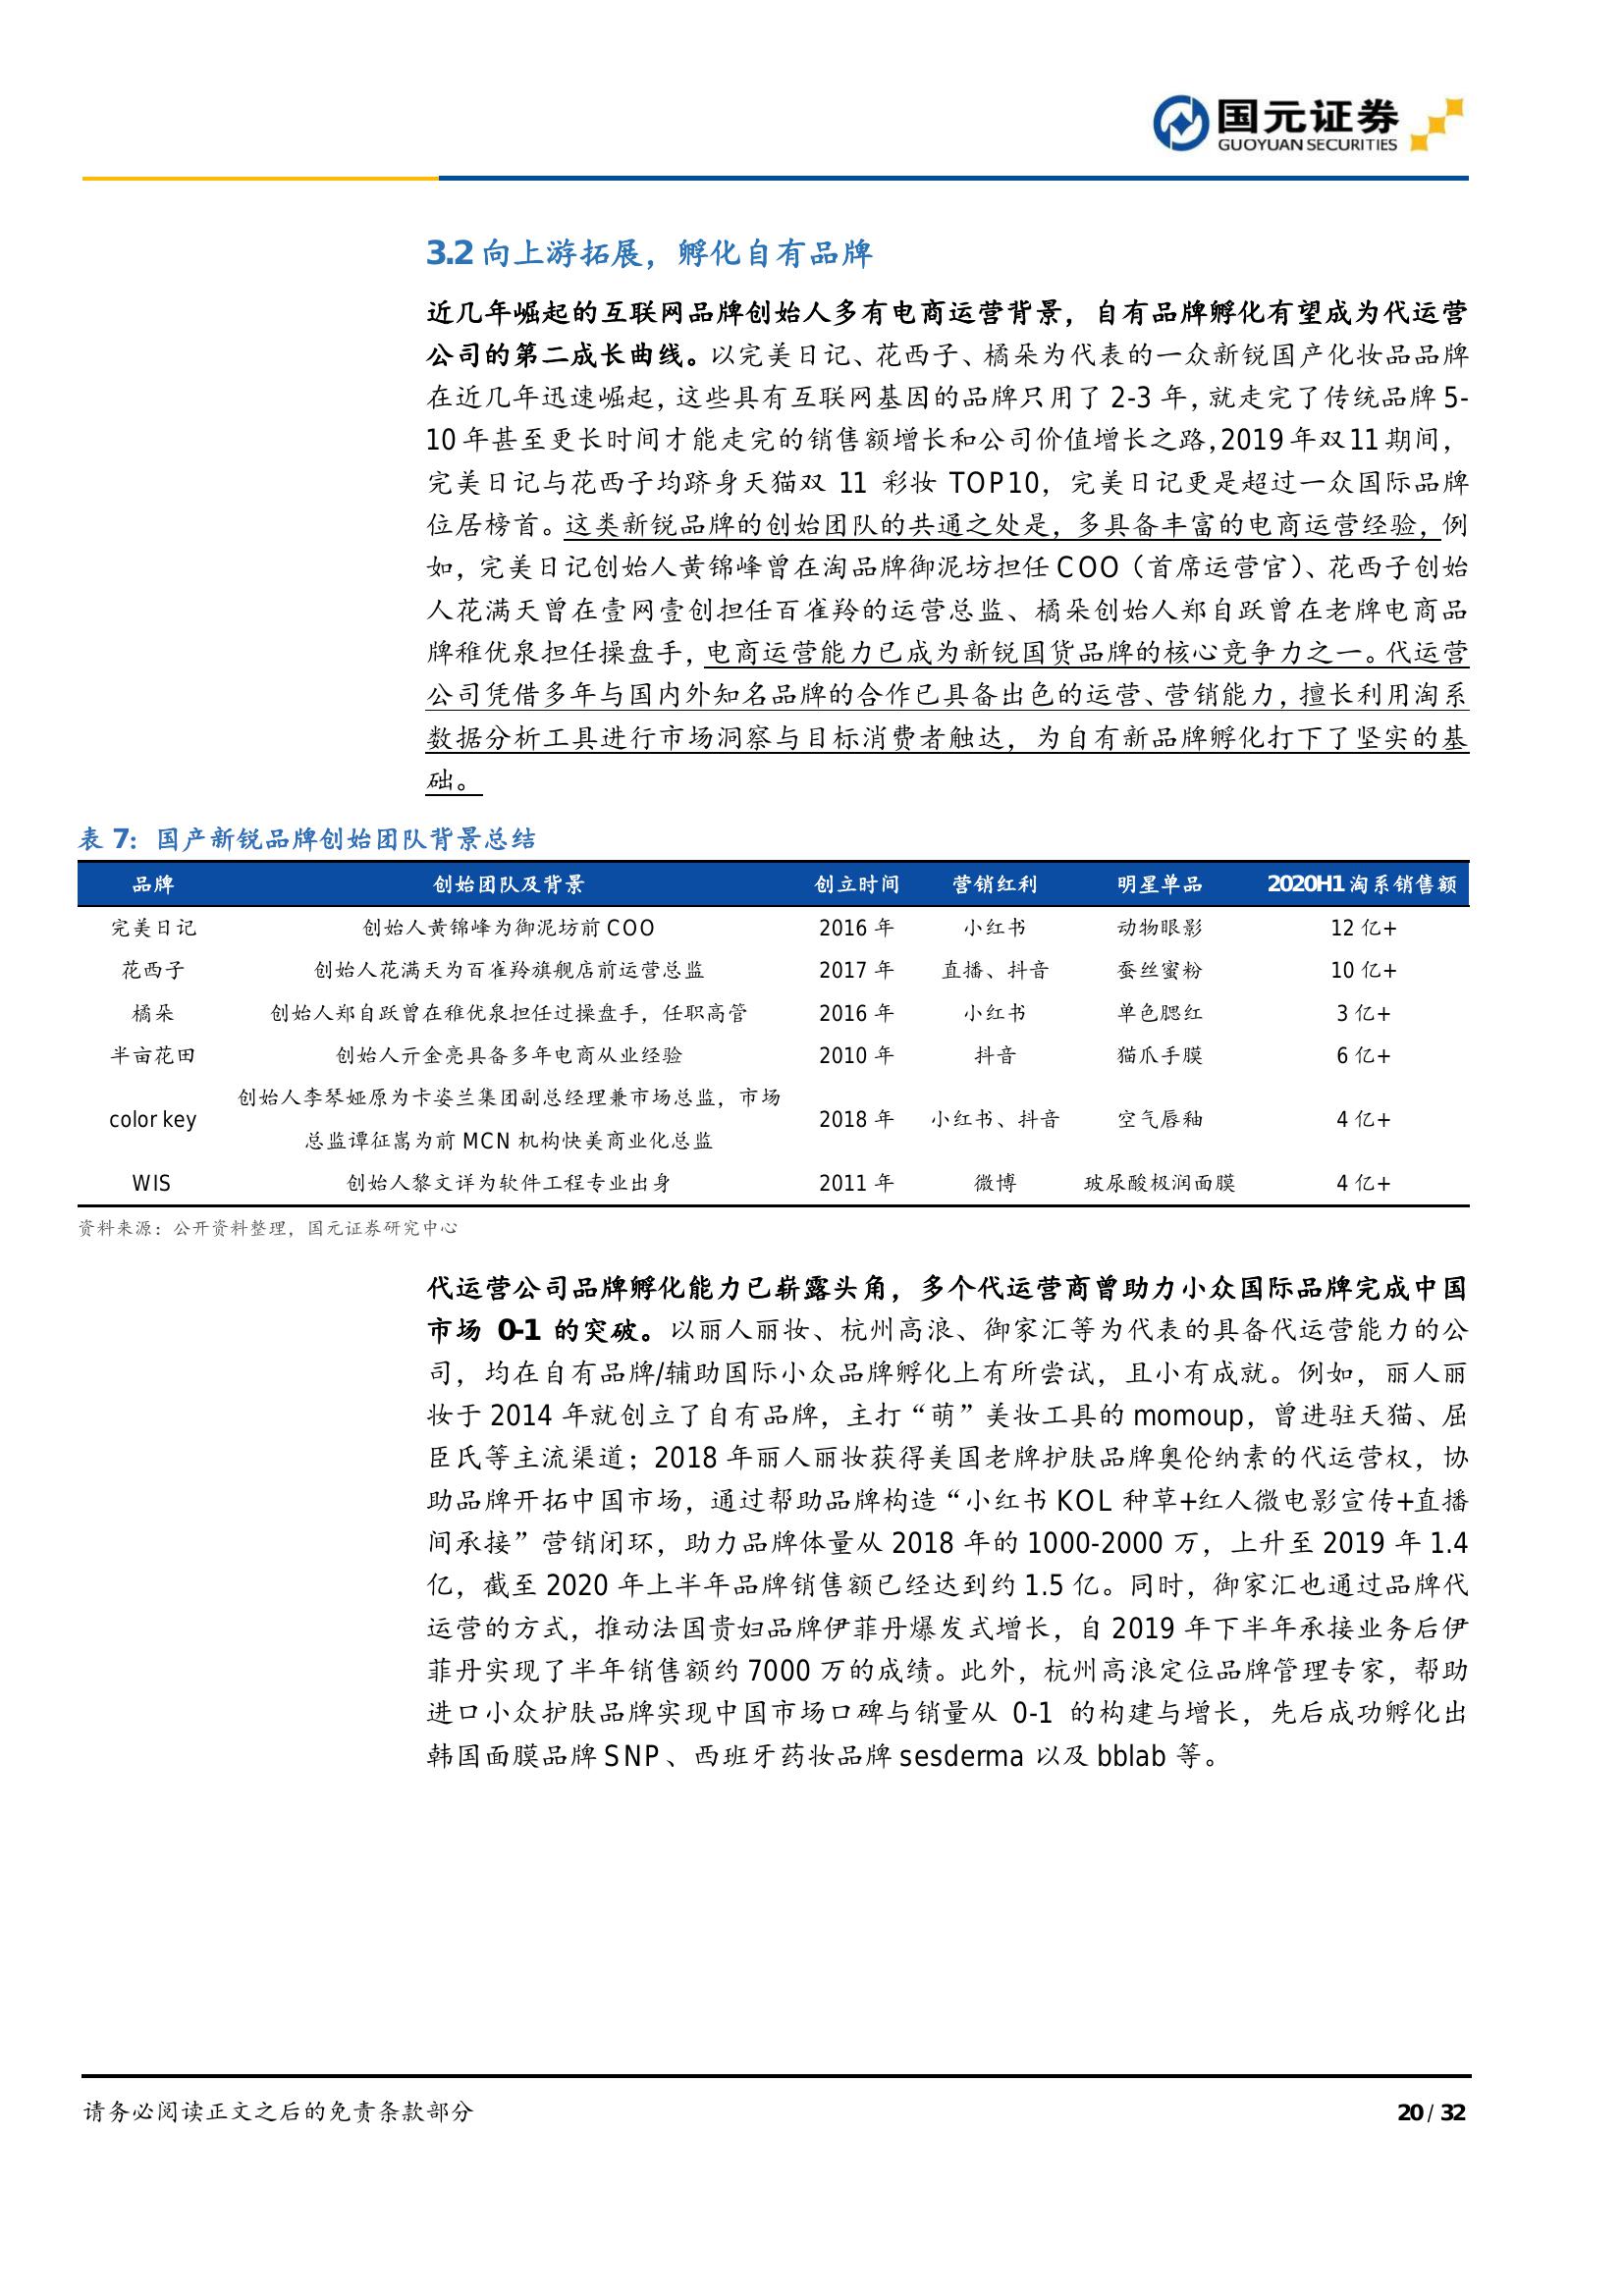 国元证券
GUOYUAN SECURITIES
3.2 向上游拓展，孵化自有品牌
近几年崛起的互联网品牌创始人多有电商运营背景，自有品牌孵化有望成为代运营
公司的第二成长曲线。以完美日记、花西子、橘朵为代表的一众新锐国产化妆品品牌
在近几年迅速崛起，这些具有互联网基因的品牌只用了 2-3 年，就走完了传统品牌 5-
10 年甚至更长时间才能走完的销售额增长和公司价值增长之路，2019 年双 11 期间，
完美日记与花西子均跻身天猫双 11 彩妆 TOP10，完美日记更是超过一众国际品牌
位居榜首。这类新锐品牌的创始团队的共通之处是，多具备丰富的电商运营经验，例
如，完美日记创始人黄锦峰曾在淘品牌御泥坊担任 COO（首席运营官）、花西子创始
人花满天曾在壹网壹创担任百雀羚的运营总监、橘朵创始人郑自跃曾在老牌电商品
牌稚优泉担任操盘手，电商运营能力已成为新锐国货品牌的核心竞争力之一。代运营
公司凭借多年与国内外知名品牌的合作已具备出色的运营、营销能力，擅长利用淘系
数据分析工具进行市场洞察与目标消费者触达，为自有新品牌孵化打下了坚实的基
础。
表 7：国产新锐品牌创始团队背景总结
品牌 创始团队及背景 创立时间 营销红利 明星单品 2020H1 淘系销售额
完美日记 创始人黄锦峰为御泥坊前 COO 2016 年 小红书 动物眼影 12 亿+
花西子 创始人花满天为百雀羚旗舰店前运营总监 2017 年 直播、抖音 蚕丝蜜粉 10 亿+
橘朵 创始人郑自跃曾在稚优泉担任过操盘手，任职高管 2016 年 小红书 单色腮红 3 亿+
半亩花田 创始人亓金亮具备多年电商从业经验 2010 年 抖音 猫爪手膜 6 亿+
color key 创始人李琴娅原为卡姿兰集团副总经理兼市场总监，市场 2018 年 小红书、抖音 空气唇釉 4 亿+
总监谭征嵩为前 MCN 机构快美商业化总监
WIS 创始人黎文详为软件工程专业出身 2011 年 微博 玻尿酸极润面膜 4 亿+
资料来源：公开资料整理，国元证券研究中心
代运营公司品牌孵化能力已崭露头角，多个代运营商曾助力小众国际品牌完成中国
市场 0-1 的突破。以丽人丽妆、杭州高浪、御家汇等为代表的具备代运营能力的公
司，均在自有品牌/辅助国际小众品牌孵化上有所尝试，且小有成就。例如，丽人丽
妆于 2014 年就创立了自有品牌，主打“萌”美妆工具的 momoup，曾进驻天猫、屈
臣氏等主流渠道；2018 年丽人丽妆获得美国老牌护肤品牌奥伦纳素的代运营权，协
助品牌开拓中国市场，通过帮助品牌构造“小红书 KOL 种草+红人微电影宣传+直播
间承接”营销闭环，助力品牌体量从 2018 年的 1000-2000 万，上升至 2019 年 1.4
亿，截至 2020 年上半年品牌销售额已经达到约 1.5 亿。同时，御家汇也通过品牌代
运营的方式，推动法国贵妇品牌伊菲丹爆发式增长，自 2019 年下半年承接业务后伊
菲丹实现了半年销售额约 7000 万的成绩。此外，杭州高浪定位品牌管理专家，帮助
进口小众护肤品牌实现中国市场口碑与销量从 0-1 的构建与增长，先后成功孵化出
韩国面膜品牌 SNP、西班牙药妆品牌 sesderma 以及 bblab 等。
请务必阅读正文之后的免责条款部分 20 / 32